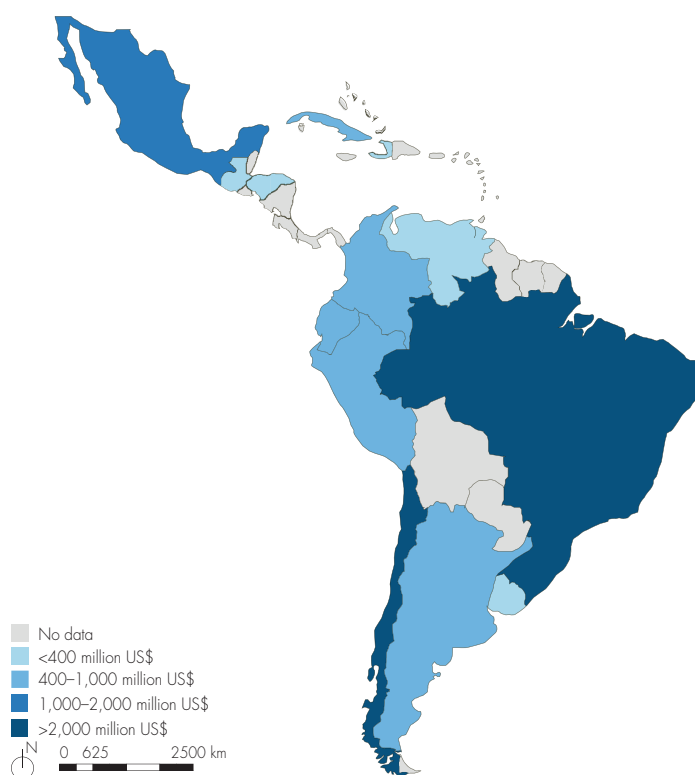 No data
<400 million US$
400–1,000 million US$
1,000–2,000 million US$
>2,000 million US$
N
0 625 2500 km